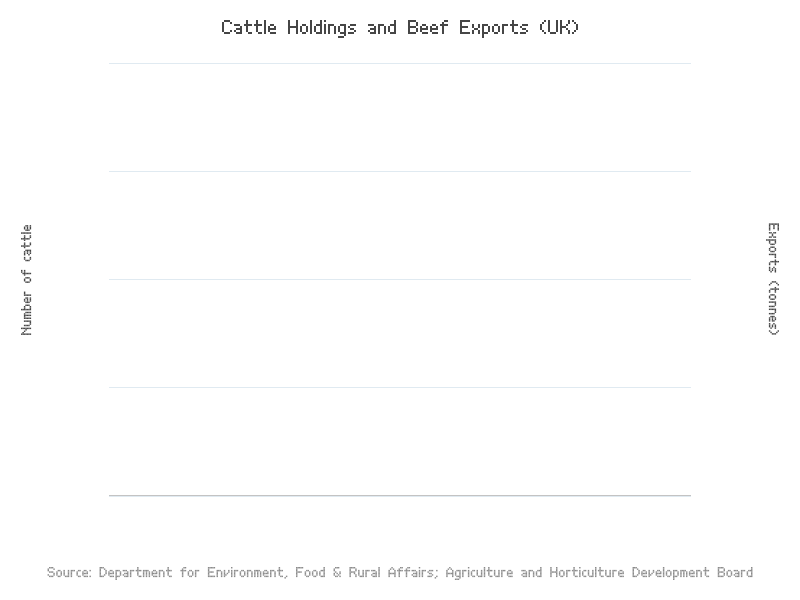 Cattle Holdings and Beef Exports (UK)
Number of cattle
Exports (tonnes)
Source: Department for Environment, Food & Rural Affairs; Agriculture and Horticulture Development Board